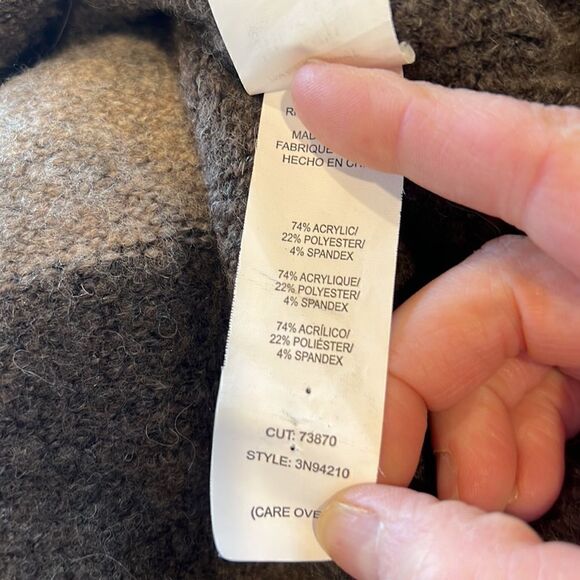 MAD
FABRIQUE
HECHO EN CH
74% ACRYLIC/
22% POLYESTER/
4% SPANDEX
74% ACRYLIQUE/
22% POLYESTER/
4% SPANDEX
74% ACRÍLICO/
22% POLIÉSTER/
4% SPANDEX
CUT: 73870
STYLE: 3N94210
(CARE OVE